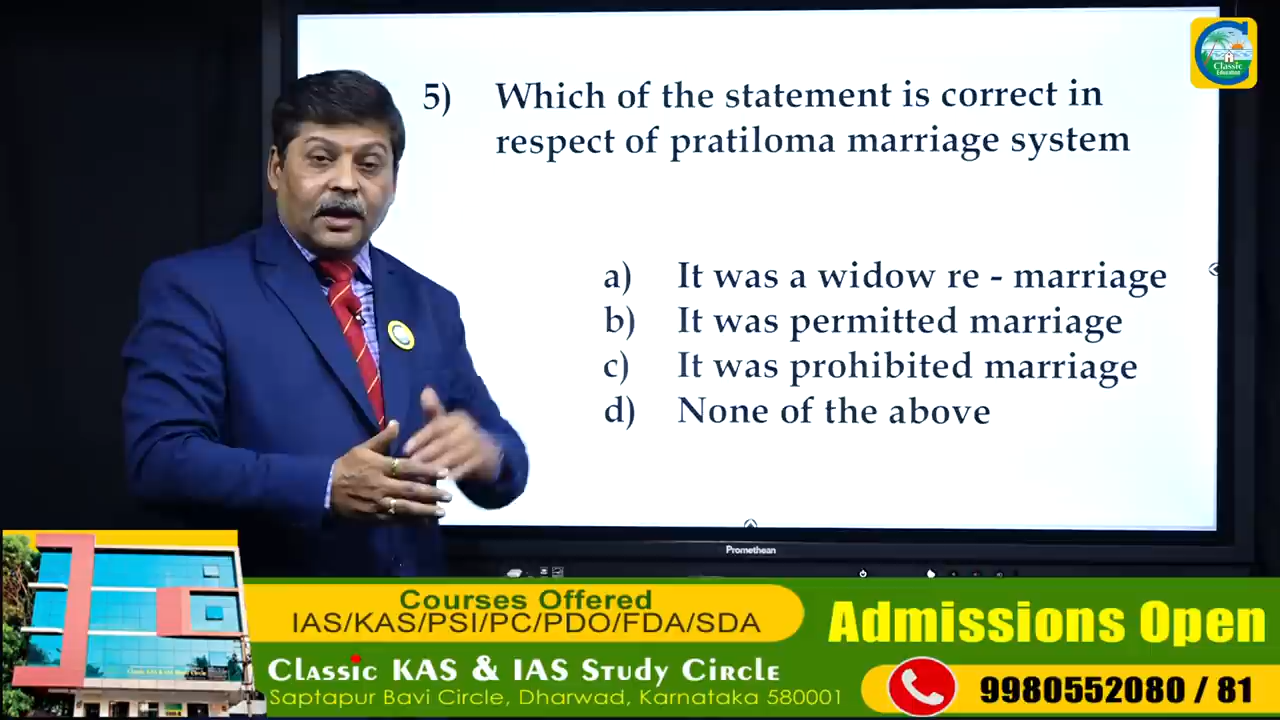 Classic
Education
5) Which of the statement is correct in
respect of pratiloma marriage system
a) It was a widow re - marriage
b) It was permitted marriage
c) It was prohibited marriage
d) None of the above
Promethean
Courses Offered
IAS/KAS/PSI/PC/PDO/FDA/SDA
Classic KAS & IAS Study Circle
Saptapur Bavi Circle, Dharwad, Karnataka 580001
Admissions Open
9980552080 / 81